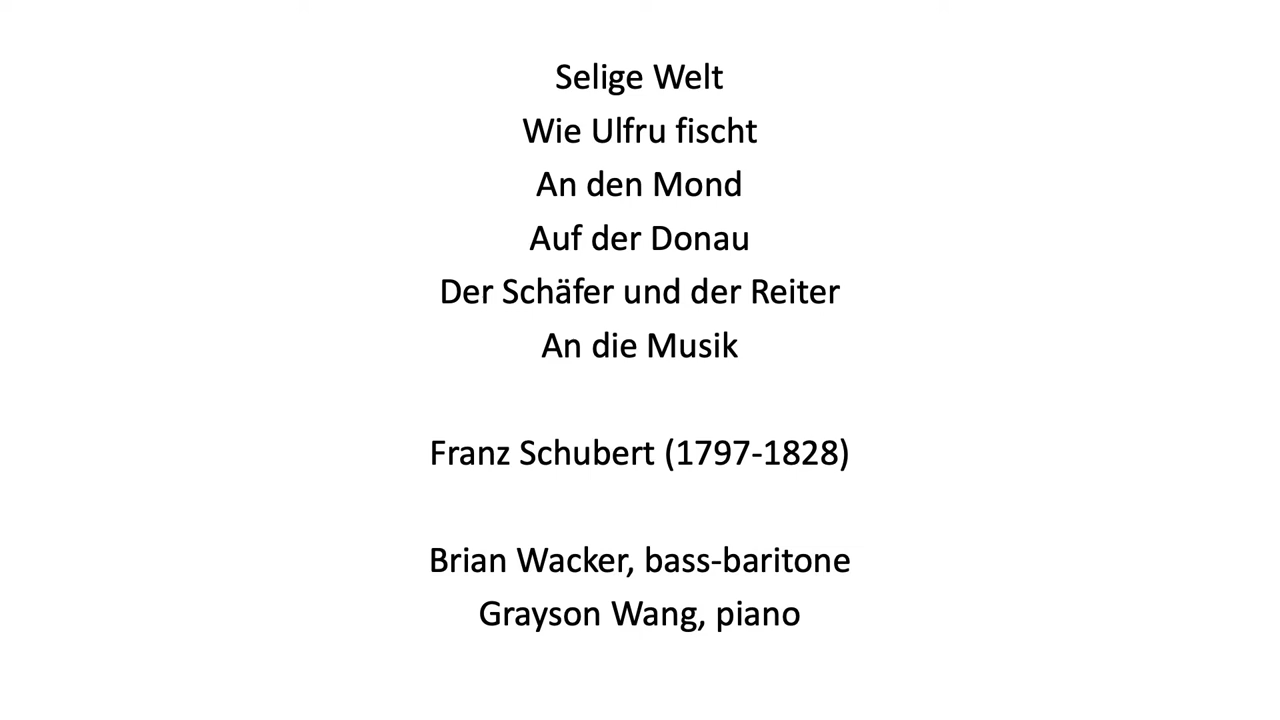 Selige Welt
Wie Ulfru fischt
An den Mond
Auf der Donau
Der Schäfer und der Reiter
An die Musik
Franz Schubert (1797-1828)
Brian Wacker, bass-baritone
Grayson Wang, piano